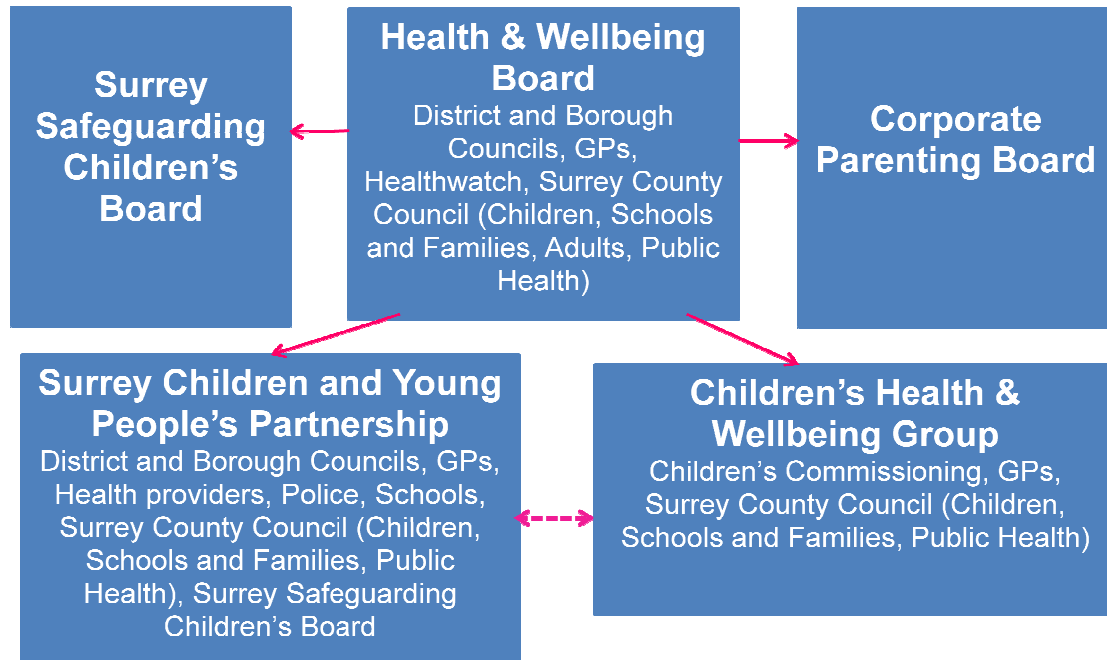 Surrey
Safeguarding
Children’s
Board
Health & Wellbeing
Board
District and Borough
Councils, GPs,
Healthwatch, Surrey County
Council (Children, Schools
and Families, Adults, Public
Health)
Corporate
Parenting Board
Surrey Children and Young
People’s Partnership
District and Borough Councils, GPs,
Health providers, Police, Schools,
Surrey County Council (Children,
Schools and Families, Public
Health), Surrey Safeguarding
Children’s Board
Children’s Health &
Wellbeing Group
Children’s Commissioning, GPs,
Surrey County Council (Children,
Schools and Families, Public Health)